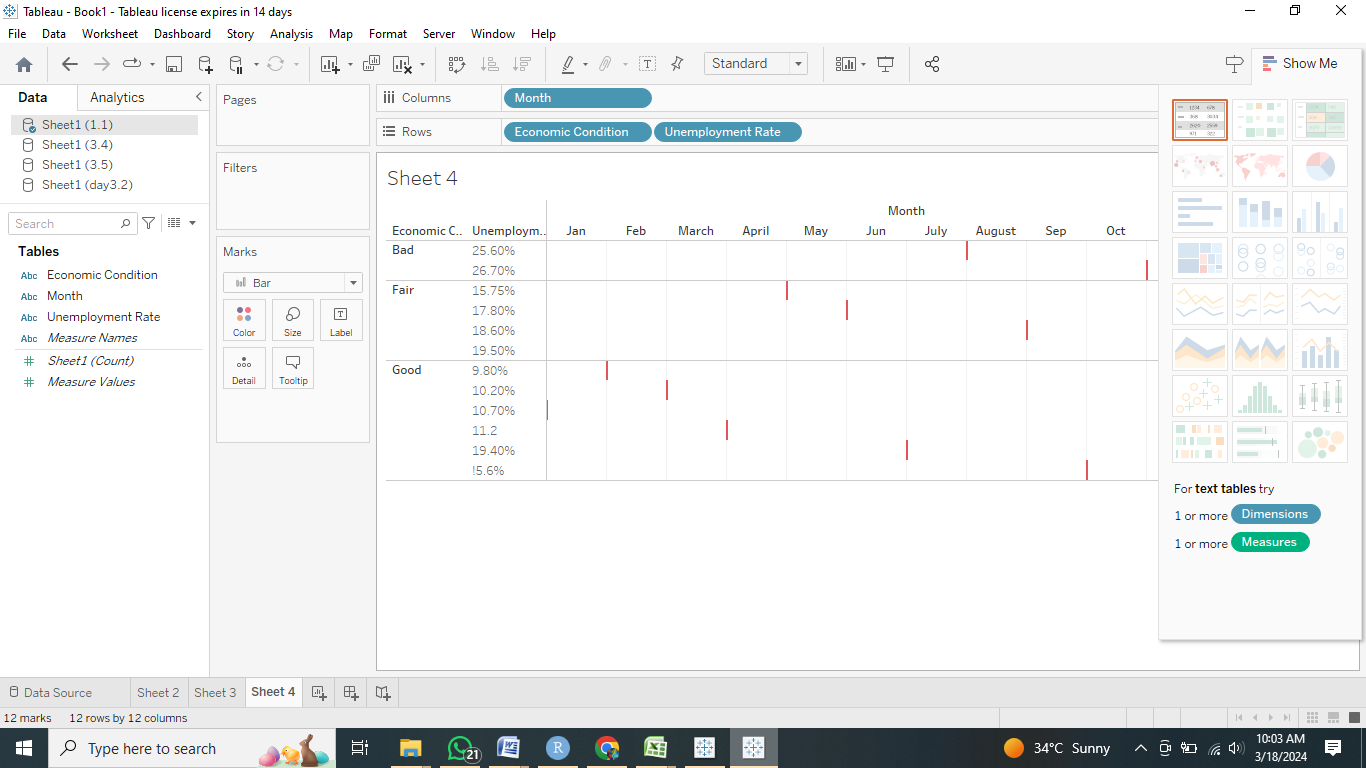 Tableau - Book1 - Tableau license expires in 14 days
File Data Worksheet Dashboard Story Analysis Map Format Server Window Help
Standard
Show Me
Data Analytics
Sheet1 (1.1)
Sheet1 (3.4)
Sheet1 (3.5)
Sheet1 (day3.2)
Search
Tables
Abc Economic Condition
Abc Month
Abc Unemployment Rate
Abc Measure Names
# Sheet1 (Count)
# Measure Values
Pages
Filters
Marks
Bar
Color Size Label
Detail Tooltip
Columns Month
Rows Economic Condition Unemployment Rate
Sheet 4
Month
Economic C.. Unemploym.. Jan Feb March April May Jun July August Sep Oct
Bad 25.60%
26.70%
Fair 15.75%
17.80%
18.60%
19.50%
Good 9.80%
10.20%
10.70%
11.2
19.40%
!5.6%
For text tables try
1 or more Dimensions
1 or more Measures
Data Source Sheet 2 Sheet 3 Sheet 4
12 marks 12 rows by 12 columns
Type here to search
21
34°C Sunny
10:03 AM
3/18/2024